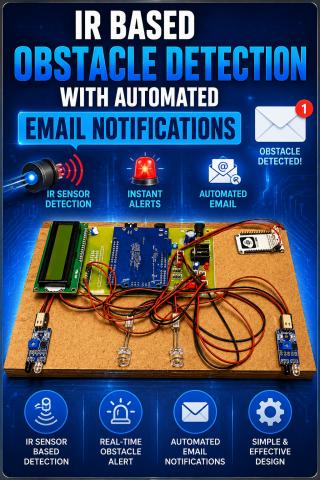 IR BASED
OBSTACLE DETECTION
WITH AUTOMATED
EMAIL NOTIFICATIONS
1
OBSTACLE
DETECTED!
IR SENSOR
DETECTION
INSTANT
ALERTS
AUTOMATED
EMAIL
IR SENSOR
BASED
DETECTION
REAL-TIME
OBSTACLE
ALERT
AUTOMATED
EMAIL
NOTIFICATIONS
SIMPLE &
EFFECTIVE
DESIGN